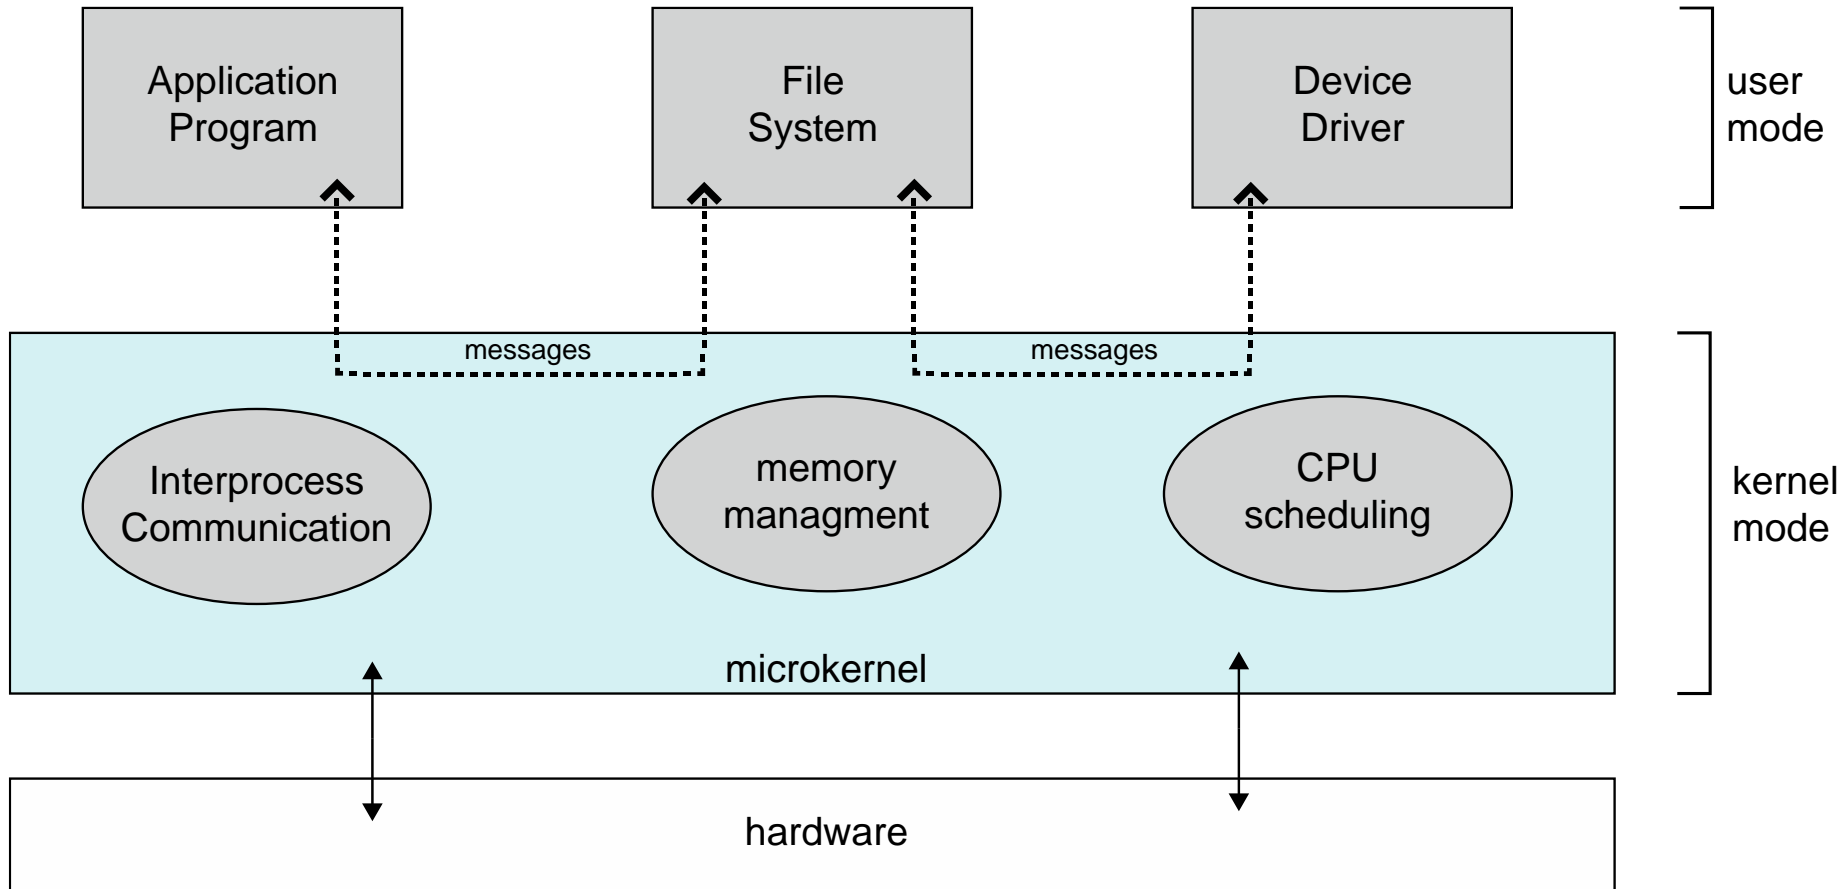 Application
Program
File
System
Device
Driver
user
mode
messages
messages
Interprocess
Communication
memory
managment
CPU
scheduling
kernel
mode
microkernel
hardware